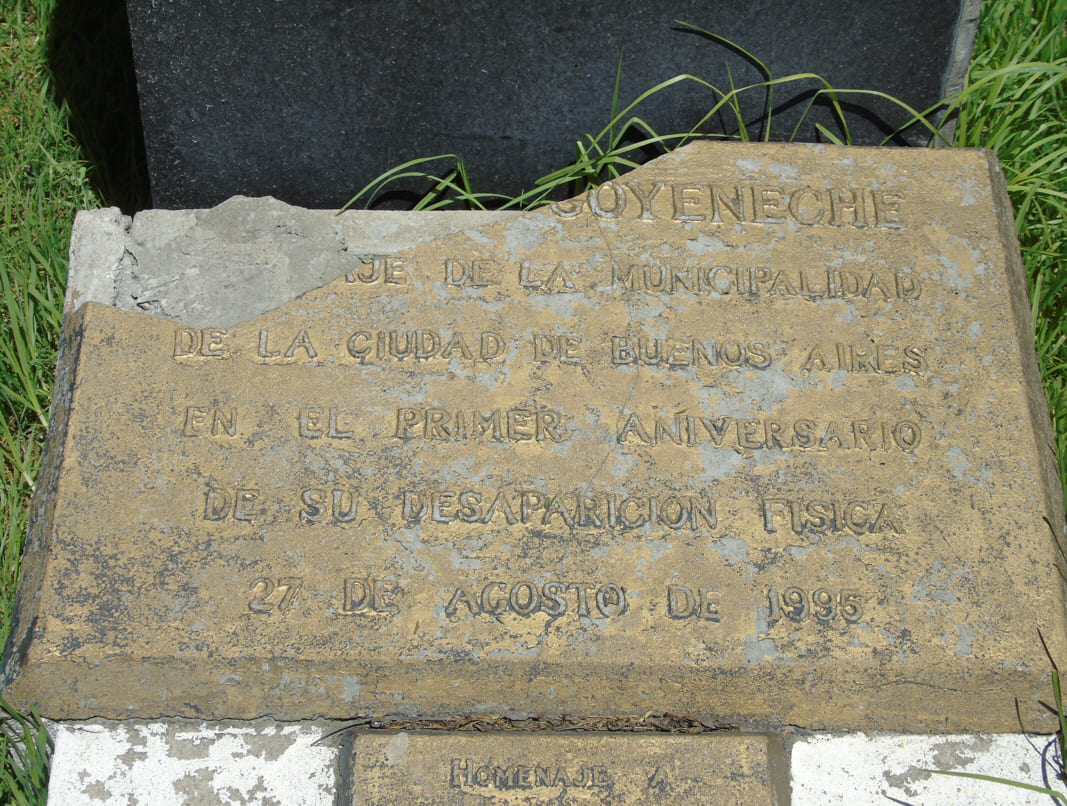 GOYENECHE
AJE DE LA MUNICIPALIDAD
DE LA CIUDAD DE BUENOS AIRES
EN EL PRIMER ANIVERSARIO
DE SU DESAPARICION FISICA
27 DE AGOSTO DE 1995
HOMENAJE A